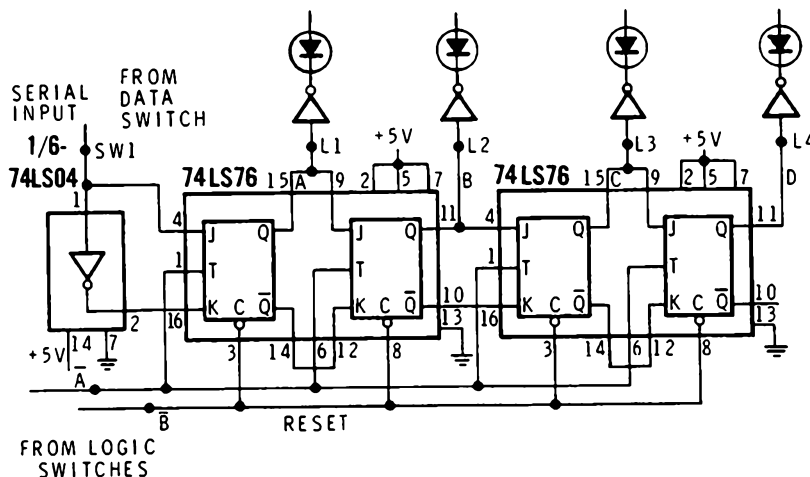 SERIAL
INPUT
FROM
DATA
SWITCH
1/6-
74LS04
SW1
L1
L2
L3
L4
+5V
+5V
74LS76
15
A
9
2
5
7
B
11
74LS76
15
C
9
2
5
7
D
11
1
4
J
Q
J
Q
4
J
Q
J
Q
1
T
T
1
T
T
2
16
K
C
Q̅
K
C
Q̅
10
16
K
C
Q̅
K
C
Q̅
10
13
13
+5V
14
7
3
14
6
12
8
3
14
6
12
8
A̅
B̅
RESET
FROM LOGIC
SWITCHES